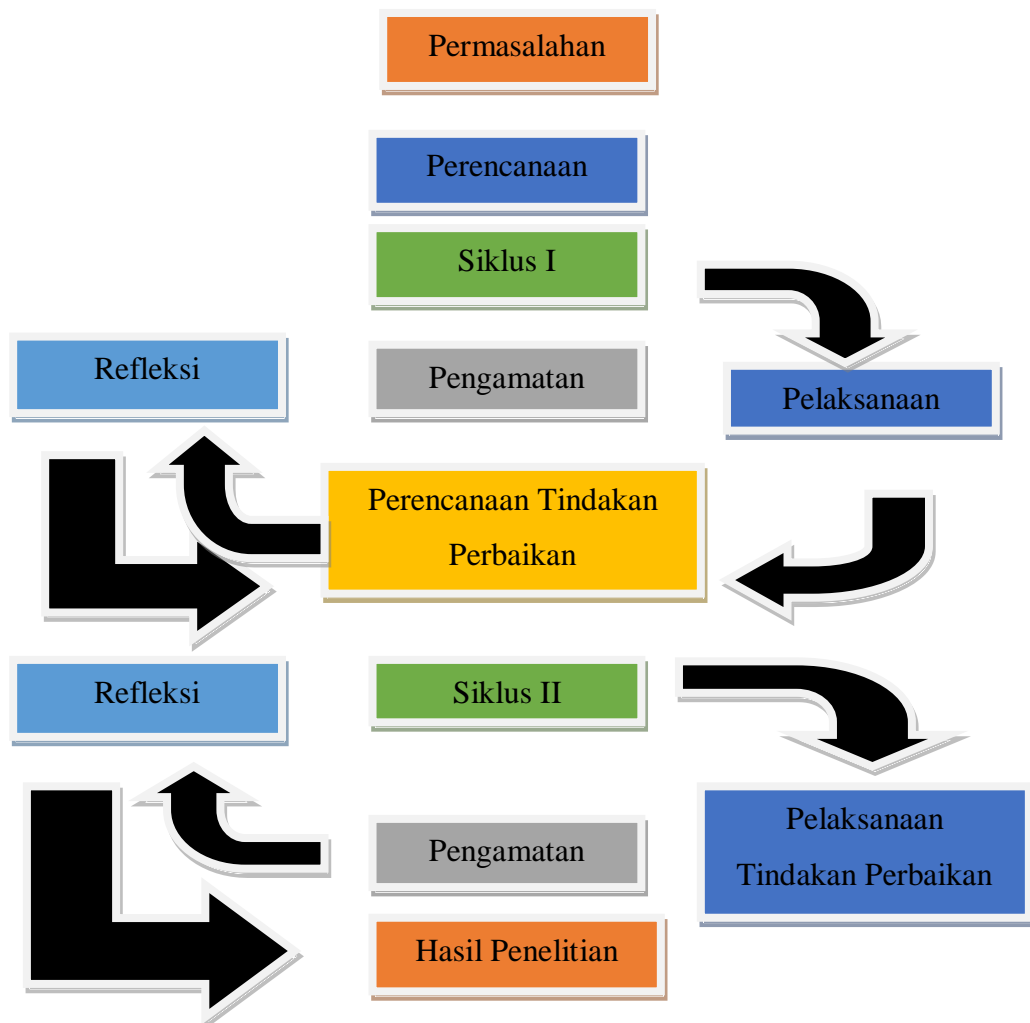 Permasalahan
Perencanaan
Siklus I
Refleksi
Pengamatan
Pelaksanaan
Perencanaan Tindakan
Perbaikan
Refleksi
Siklus II
Pengamatan
Pelaksanaan
Tindakan Perbaikan
Hasil Penelitian